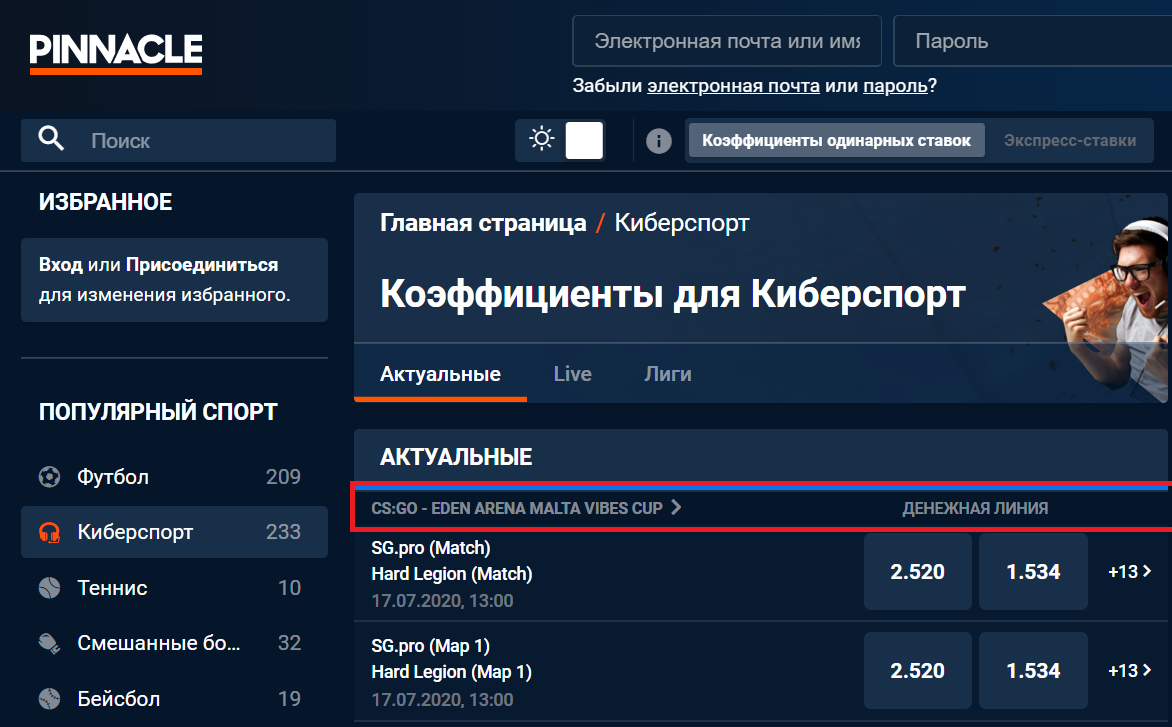 PINNACLE
Электронная почта или имя
Пароль
Забыли электронная почта или пароль?
Поиск
Коэффициенты одинарных ставок
Экспресс-ставки
ИЗБРАННОЕ
Вход или Присоединиться
для изменения избранного.
ПОПУЛЯРНЫЙ СПОРТ
Футбол 209
Киберспорт 233
Теннис 10
Смешанные бо... 32
Бейсбол 19
Главная страница / Киберспорт
Коэффициенты для Киберспорт
Актуальные Live Лиги
АКТУАЛЬНЫЕ
CS:GO - EDEN ARENA MALTA VIBES CUP ДЕНЕЖНАЯ ЛИНИЯ
SG.pro (Match)
Hard Legion (Match)
17.07.2020, 13:00
2.520 1.534 +13
SG.pro (Map 1)
Hard Legion (Map 1)
17.07.2020, 13:00
2.520 1.534 +13